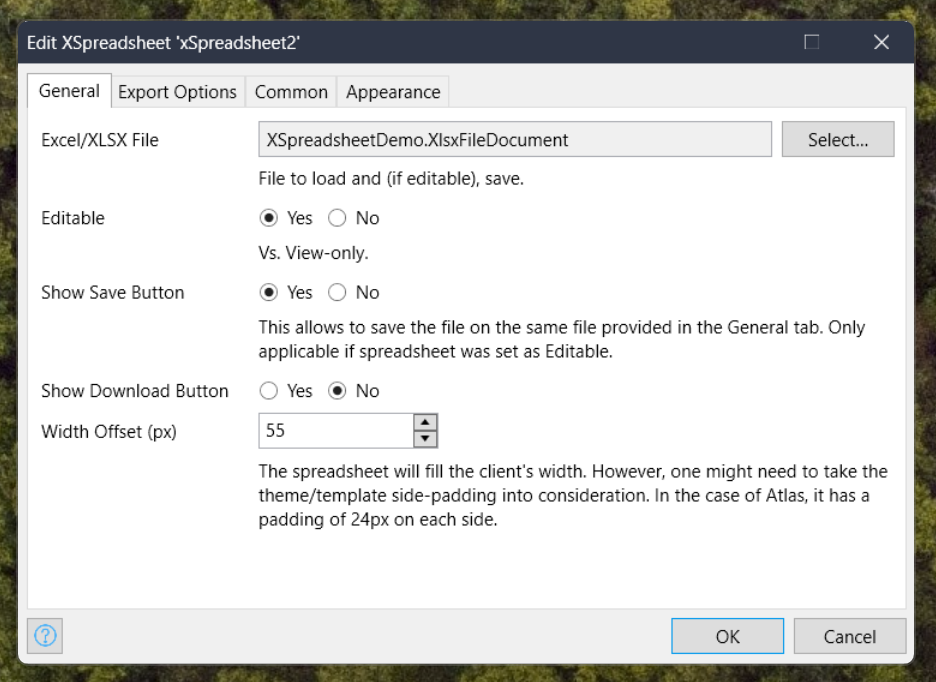 Edit XSpreadsheet 'xSpreadsheet2'
General Export Options Common Appearance
Excel/XLSX File XSpreadsheetDemo.XlsxFileDocument Select...
File to load and (if editable), save.
Editable Yes No
Vs. View-only.
Show Save Button Yes No
This allows to save the file on the same file provided in the General tab. Only
applicable if spreadsheet was set as Editable.
Show Download Button Yes No
Width Offset (px) 55
The spreadsheet will fill the client's width. However, one might need to take the
theme/template side-padding into consideration. In the case of Atlas, it has a
padding of 24px on each side.
? OK Cancel